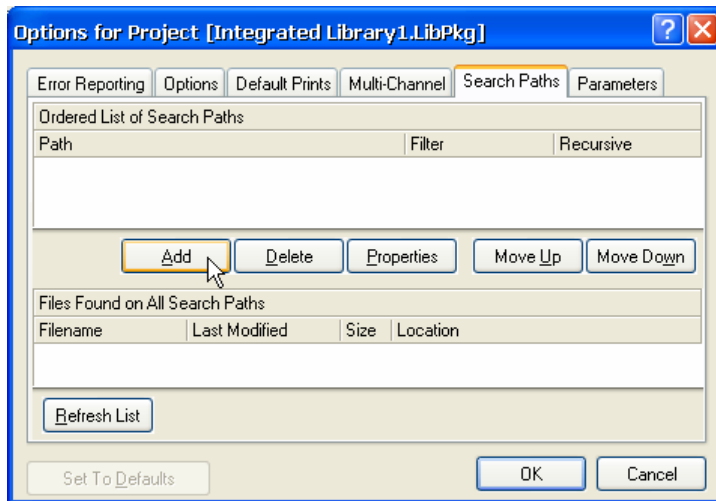 Options for Project [Integrated Library1.LibPkg]
Error Reporting Options Default Prints Multi-Channel Search Paths Parameters
Ordered List of Search Paths
Path Filter Recursive
Add Delete Properties Move Up Move Down
Files Found on All Search Paths
Filename Last Modified Size Location
Refresh List
Set To Defaults OK Cancel